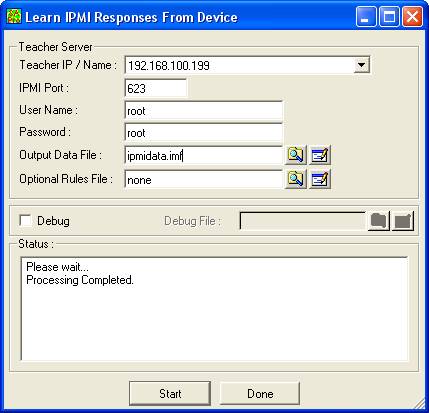 Learn IPMI Responses From Device
Teacher Server
Teacher IP / Name : 192.168.100.199
IPMI Port : 623
User Name : root
Password : root
Output Data File : ipmidata.imf
Optional Rules File : none
Debug Debug File :
Status :
Please wait...
Processing Completed.
Start Done